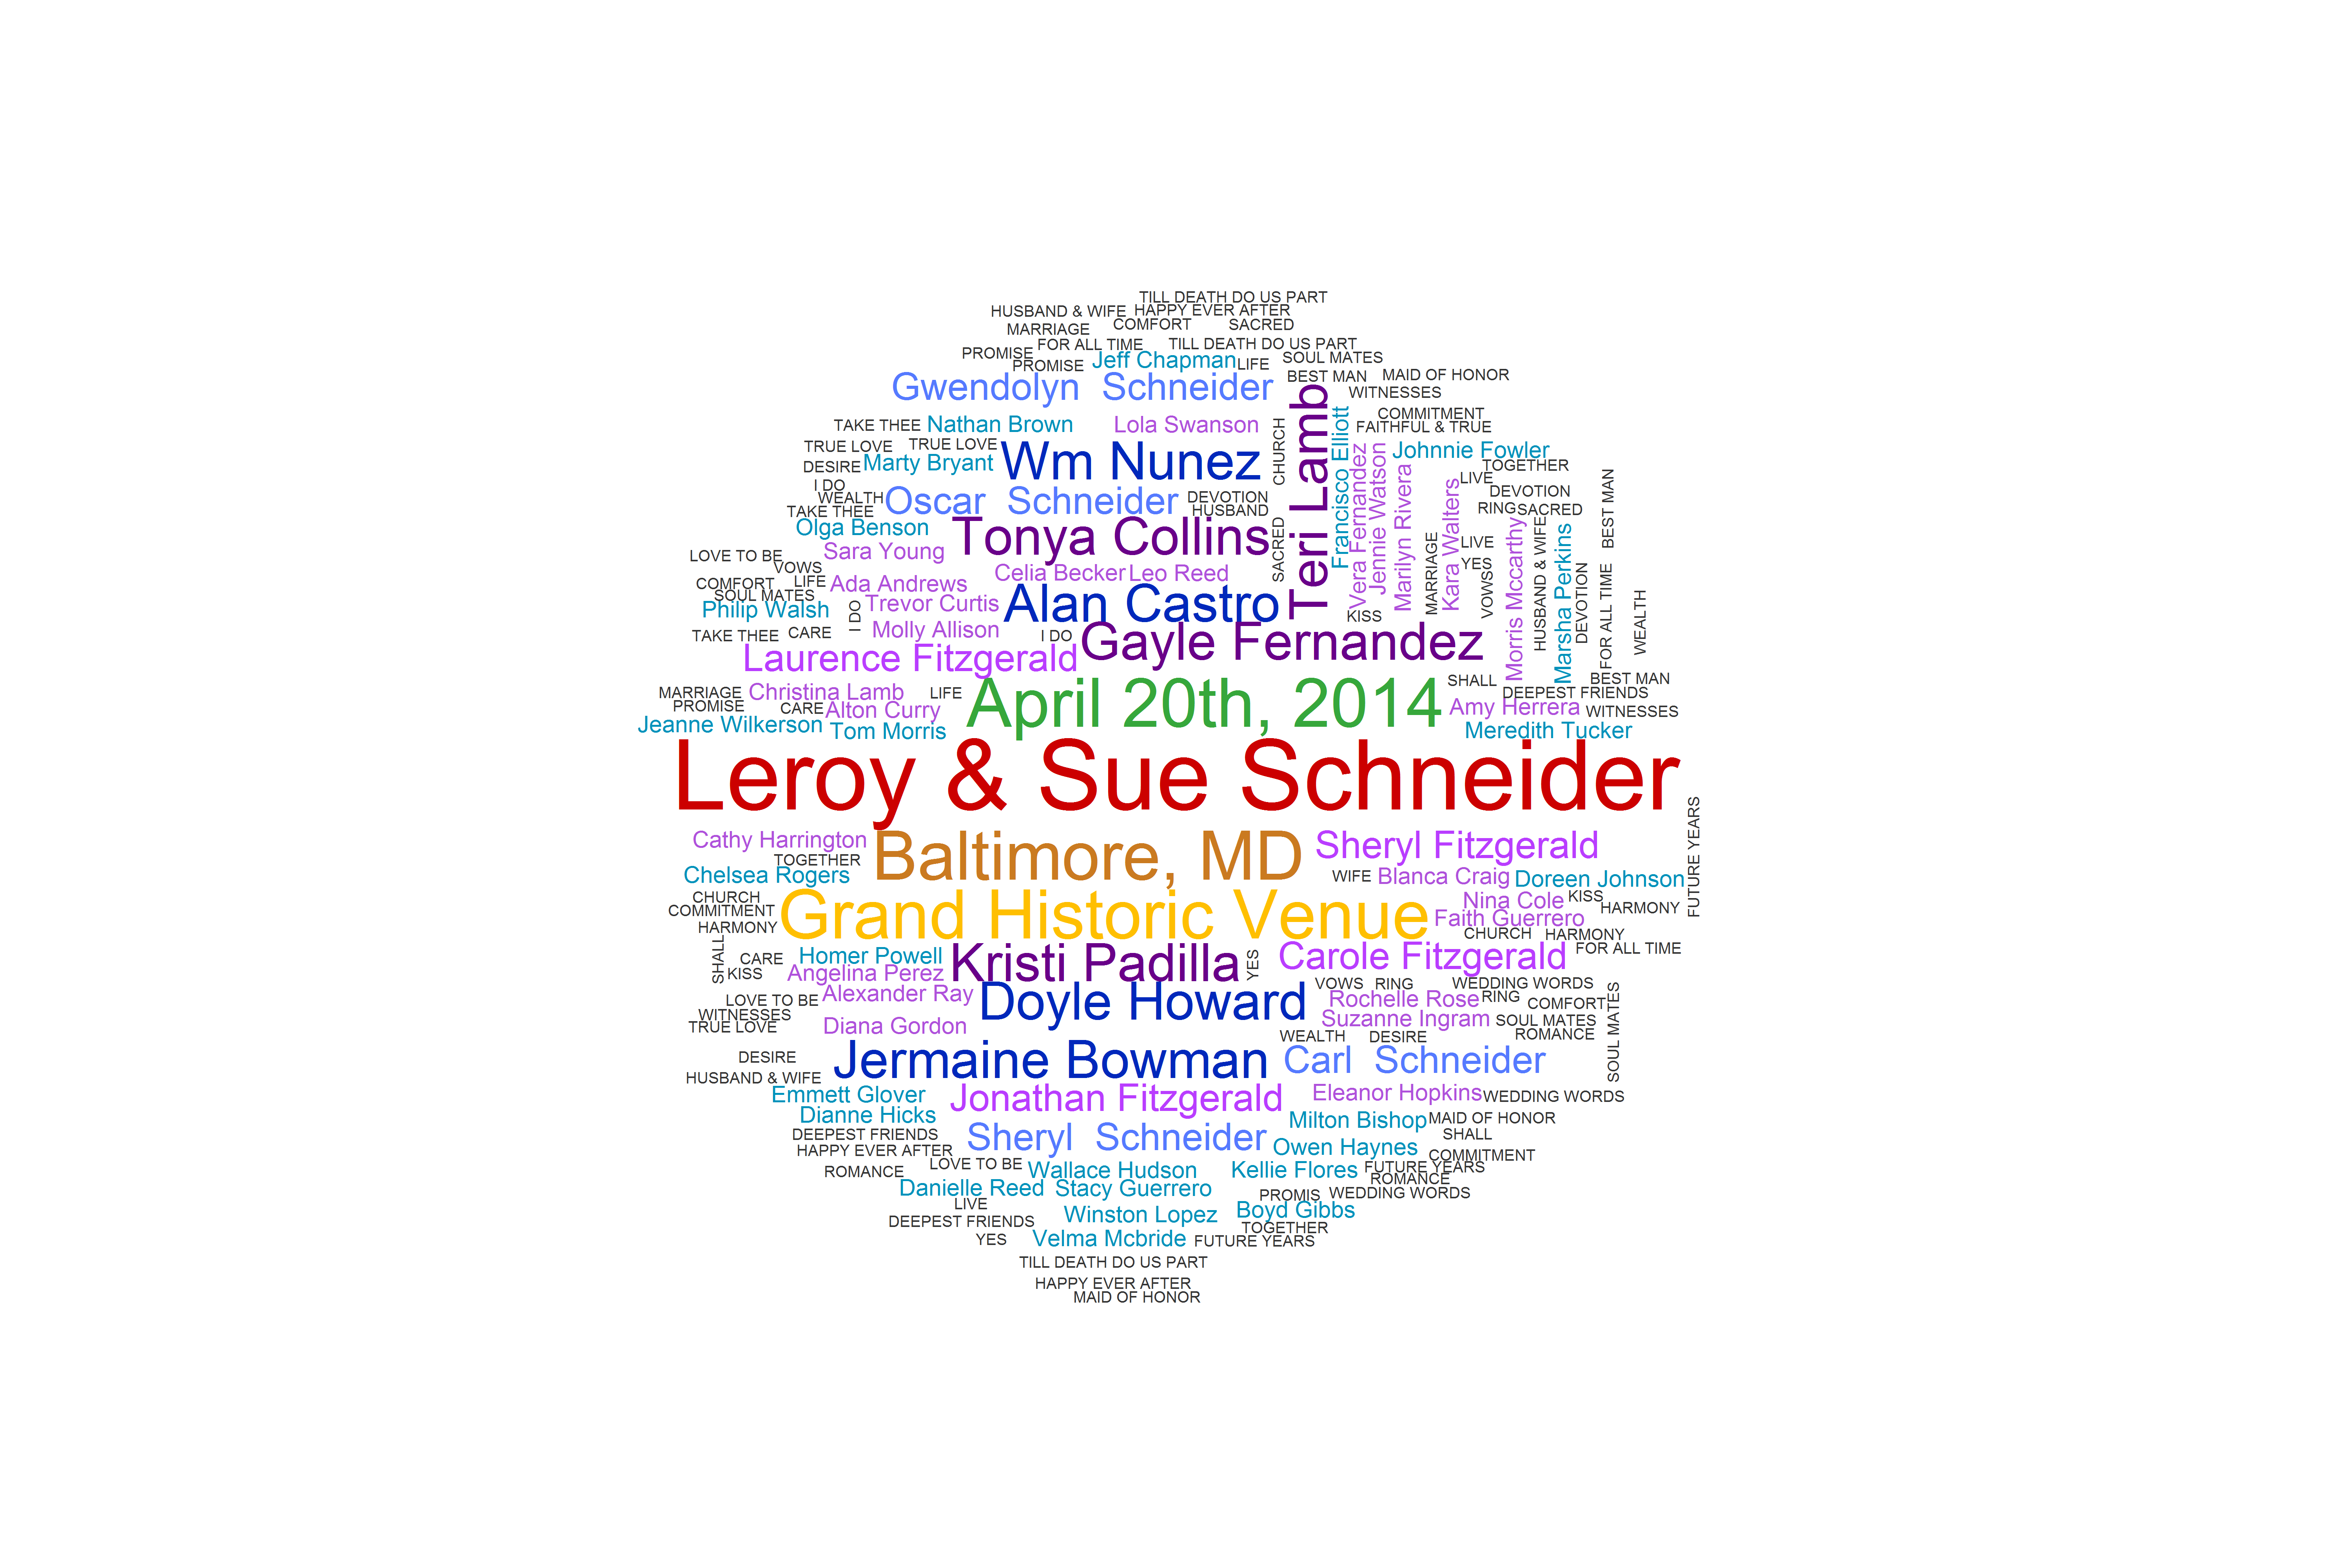 TILL DEATH DO US PART
HUSBAND & WIFE HAPPY EVER AFTER
MARRIAGE COMFORT SACRED
FOR ALL TIME TILL DEATH DO US PART
PROMISE PROMISE Jeff Chapman LIFE SOUL MATES
BEST MAN MAID OF HONOR
Gwendolyn Schneider WITNESSES
COMMITMENT
TAKE THEE Nathan Brown Lola Swanson FAITHFUL & TRUE
TRUE LOVE TRUE LOVE
CHURCH
Teri Lamb
Francisco Elliott
Vera Fernandez
Jennie Watson
Marilyn Rivera
Kara Walters
Johnnie Fowler
DESIRE Marty Bryant Wm Nunez
TOGETHER
LIVE
I DO
WEALTH Oscar Schneider DEVOTION
DEVOTION
BEST MAN
TAKE THEE HUSBAND
RING SACRED
Olga Benson Tonya Collins
SACRED
Sara Young
LOVE TO BE
VOWS
MARRIAGE
LIVE
YES
VOWS
Morris Mccarthy
HUSBAND & WIFE
Marsha Perkins
DEVOTION
FOR ALL TIME
WEALTH
Celia Becker Leo Reed
COMFORT LIFE Ada Andrews
SOUL MATES
Philip Walsh I DO Trevor Curtis Alan Castro
KISS
TAKE THEE CARE Molly Allison I DO Gayle Fernandez
Laurence Fitzgerald
MARRIAGE Christina Lamb LIFE April 20th, 2014 SHALL BEST MAN
DEEPEST FRIENDS
PROMISE CARE Alton Curry Amy Herrera WITNESSES
Jeanne Wilkerson Tom Morris Meredith Tucker
Leroy & Sue Schneider
FUTURE YEARS
Cathy Harrington Baltimore, MD Sheryl Fitzgerald
TOGETHER
Chelsea Rogers WIFE Blanca Craig Doreen Johnson
CHURCH Grand Historic Venue Nina Cole KISS
COMMITMENT Faith Guerrero HARMONY
HARMONY CHURCH HARMONY
SHALL
CARE Homer Powell Kristi Padilla YES Carole Fitzgerald FOR ALL TIME
KISS Angelina Perez
VOWS RING WEDDING WORDS
LOVE TO BE Alexander Ray Doyle Howard Rochelle Rose RING COMFORT
SOUL MATES
WITNESSES
TRUE LOVE Diana Gordon Suzanne Ingram SOUL MATES
WEALTH DESIRE ROMANCE
DESIRE Jermaine Bowman Carl Schneider
HUSBAND & WIFE
Emmett Glover Jonathan Fitzgerald Eleanor Hopkins WEDDING WORDS
Dianne Hicks Milton Bishop MAID OF HONOR
DEEPEST FRIENDS Sheryl Schneider SHALL
HAPPY EVER AFTER Owen Haynes COMMITMENT
ROMANCE LOVE TO BE Wallace Hudson Kellie Flores FUTURE YEARS
ROMANCE
Danielle Reed Stacy Guerrero PROMIS WEDDING WORDS
LIVE
DEEPEST FRIENDS Winston Lopez Boyd Gibbs
TOGETHER
YES Velma Mcbride FUTURE YEARS
TILL DEATH DO US PART
HAPPY EVER AFTER
MAID OF HONOR